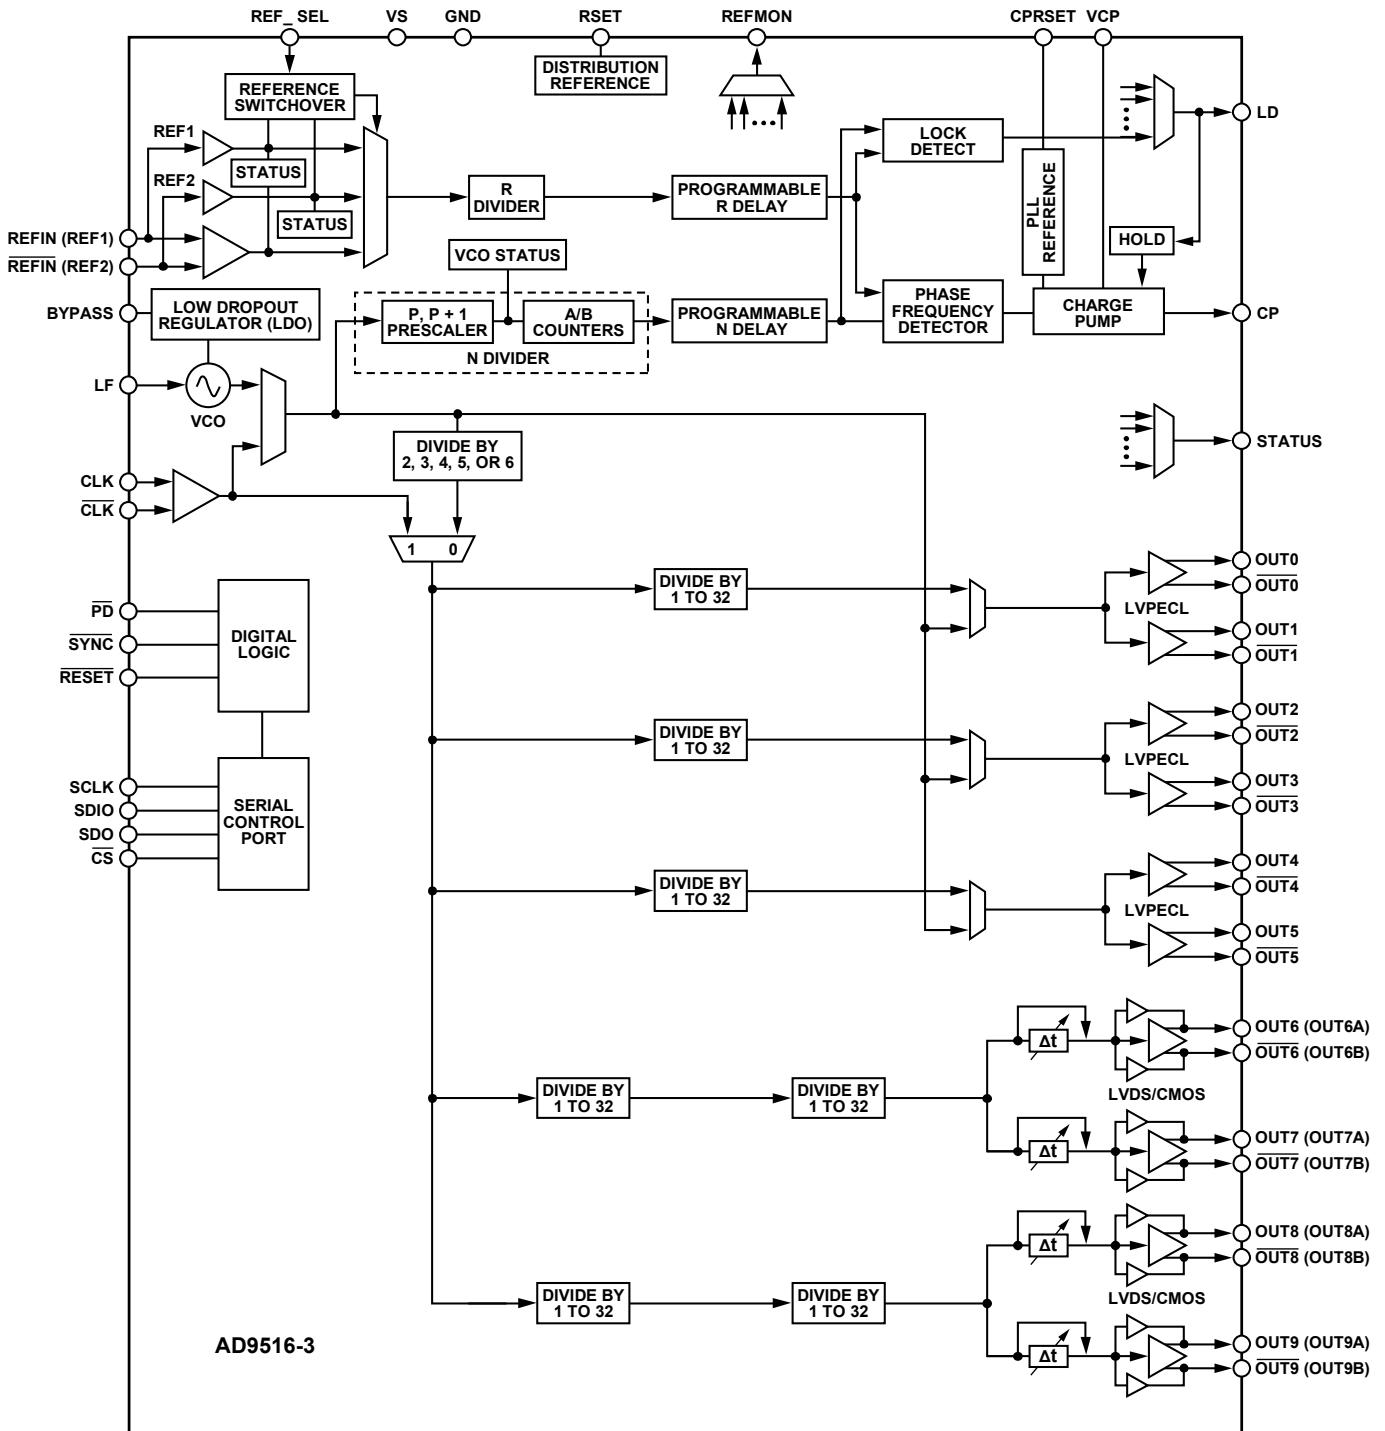 REF_ SEL
VS
GND
RSET
REFMON
CPRSET
VCP
DISTRIBUTION
REFERENCE
REFERENCE
SWITCHOVER
LD
REF1
LOCK
DETECT
STATUS
REF2
R
DIVIDER
PROGRAMMABLE
R DELAY
PLL
REFERENCE
STATUS
REFIN (REF1)
HOLD
REFIN (REF2)
VCO STATUS
BYPASS
LOW DROPOUT
REGULATOR (LDO)
P, P + 1
PRESCALER
A/B
COUNTERS
PROGRAMMABLE
N DELAY
PHASE
FREQUENCY
DETECTOR
CHARGE
PUMP
CP
N DIVIDER
LF
VCO
STATUS
DIVIDE BY
2, 3, 4, 5, OR 6
CLK
CLK
1
0
OUT0
DIVIDE BY
1 TO 32
OUT0
PD
LVPECL
DIGITAL
LOGIC
OUT1
SYNC
OUT1
RESET
OUT2
DIVIDE BY
1 TO 32
OUT2
LVPECL
SCLK
OUT3
SDIO
SERIAL
CONTROL
PORT
OUT3
SDO
CS
OUT4
DIVIDE BY
1 TO 32
OUT4
LVPECL
OUT5
OUT5
OUT6 (OUT6A)
Δt
OUT6 (OUT6B)
DIVIDE BY
1 TO 32
DIVIDE BY
1 TO 32
LVDS/CMOS
OUT7 (OUT7A)
Δt
OUT7 (OUT7B)
OUT8 (OUT8A)
Δt
OUT8 (OUT8B)
DIVIDE BY
1 TO 32
DIVIDE BY
1 TO 32
LVDS/CMOS
AD9516-3
OUT9 (OUT9A)
Δt
OUT9 (OUT9B)